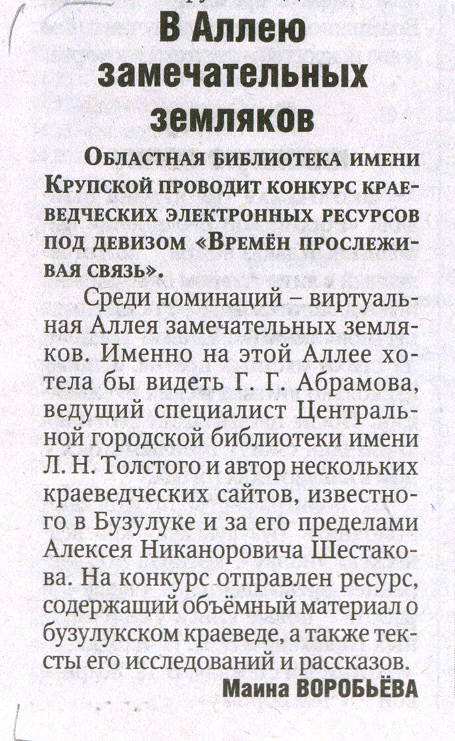 В Аллею
замечательных
земляков
Областная библиотека имени
Крупской проводит конкурс крае-
ведческих электронных ресурсов
под девизом «Времён прослежи-
вая связь».
Среди номинаций – виртуаль-
ная Аллея замечательных земля-
ков. Именно на этой Аллее хо-
тела бы видеть Г. Г. Абрамова,
ведущий специалист Централь-
ной городской библиотеки имени
Л. Н. Толстого и автор нескольких
краеведческих сайтов, известно-
го в Бузулуке и за его пределами
Алексея Никаноровича Шестако-
ва. На конкурс отправлен ресурс,
содержащий объёмный материал о
бузулукском краеведе, а также тек-
сты его исследований и рассказов.
Маина ВОРОБЬЁВА